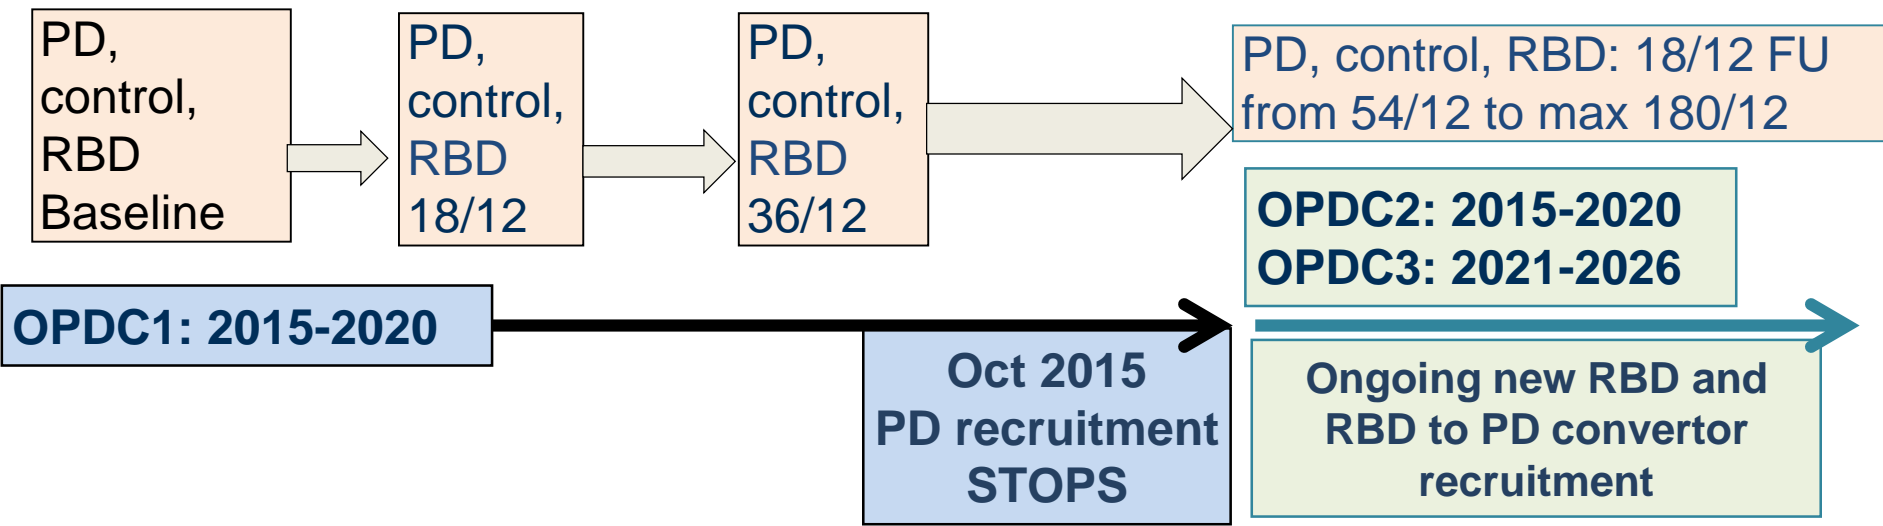 PD,
control,
RBD
Baseline
PD,
control,
RBD
18/12
PD,
control,
RBD
36/12
PD, control, RBD: 18/12 FU
from 54/12 to max 180/12
OPDC2: 2015-2020
OPDC3: 2021-2026
OPDC1: 2015-2020
Oct 2015
PD recruitment
STOPS
Ongoing new RBD and
RBD to PD convertor
recruitment